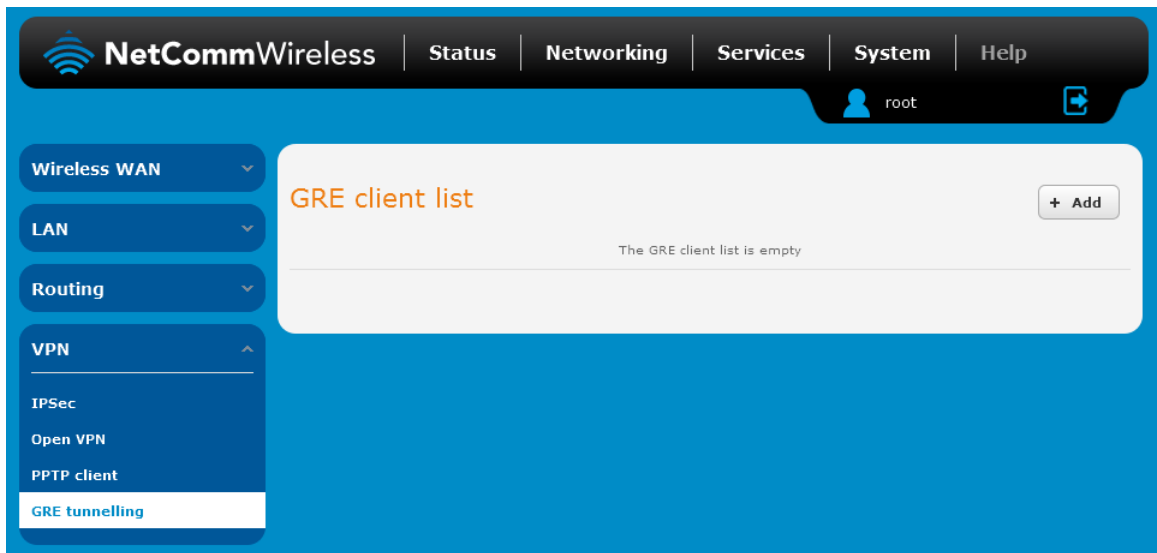 NetCommWireless Status Networking Services System Help
root
Wireless WAN
LAN
Routing
VPN
IPSec
Open VPN
PPTP client
GRE tunnelling
GRE client list
+ Add
The GRE client list is empty